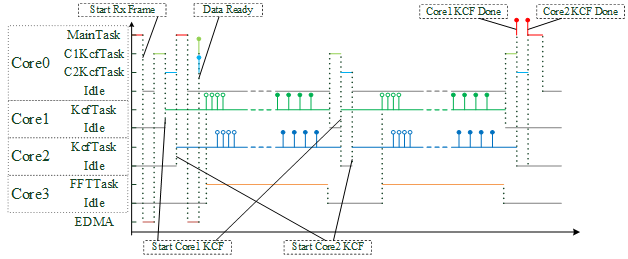 Start Rx Frame
Data Ready
Core1 KCF Done
Core2 KCF Done
Core0
MainTask
C1KcfTask
C2KcfTask
Idle
Core1
KcfTask
Idle
Core2
KcfTask
Idle
Core3
FFTTask
Idle
EDMA
Start Core1 KCF
Start Core2 KCF